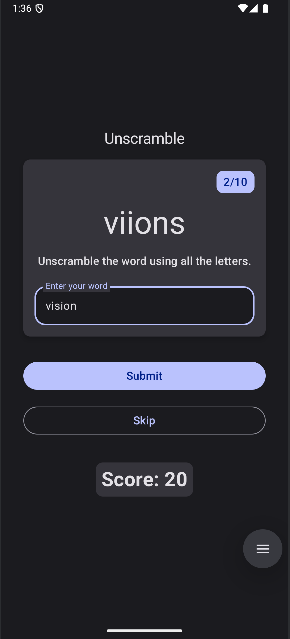 1:36
Unscramble
2/10
viions
Unscramble the word using all the letters.
Enter your word
vision
Submit
Skip
Score: 20